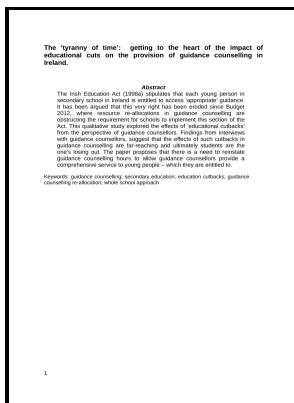 The 'tyranny of time': getting to the heart of the impact of
educational cuts on the provision of guidance counselling in
Ireland.
Abstract
The Irish Education Act (1998a) stipulates that each young person in
secondary school in Ireland is entitled to access 'appropriate' guidance.
It has been argued that this very right has been eroded since Budget
2012, where resource re-allocations in guidance counselling are
obstructing the requirement for schools to implement this section of the
Act. This qualitative study explored the effects of 'educational cutbacks'
from the perspective of guidance counsellors. Findings from interviews
with guidance counsellors, suggest that the effects of such cutbacks in
guidance counselling are far-reaching and ultimately students are the
one's losing out. The paper proposes that there is a need to reinstate
guidance counselling hours to allow guidance counsellors provide a
comprehensive service to young people – which they are entitled to.
Keywords: guidance counselling; secondary education; education cutbacks; guidance
counselling re-allocation; whole school approach
1